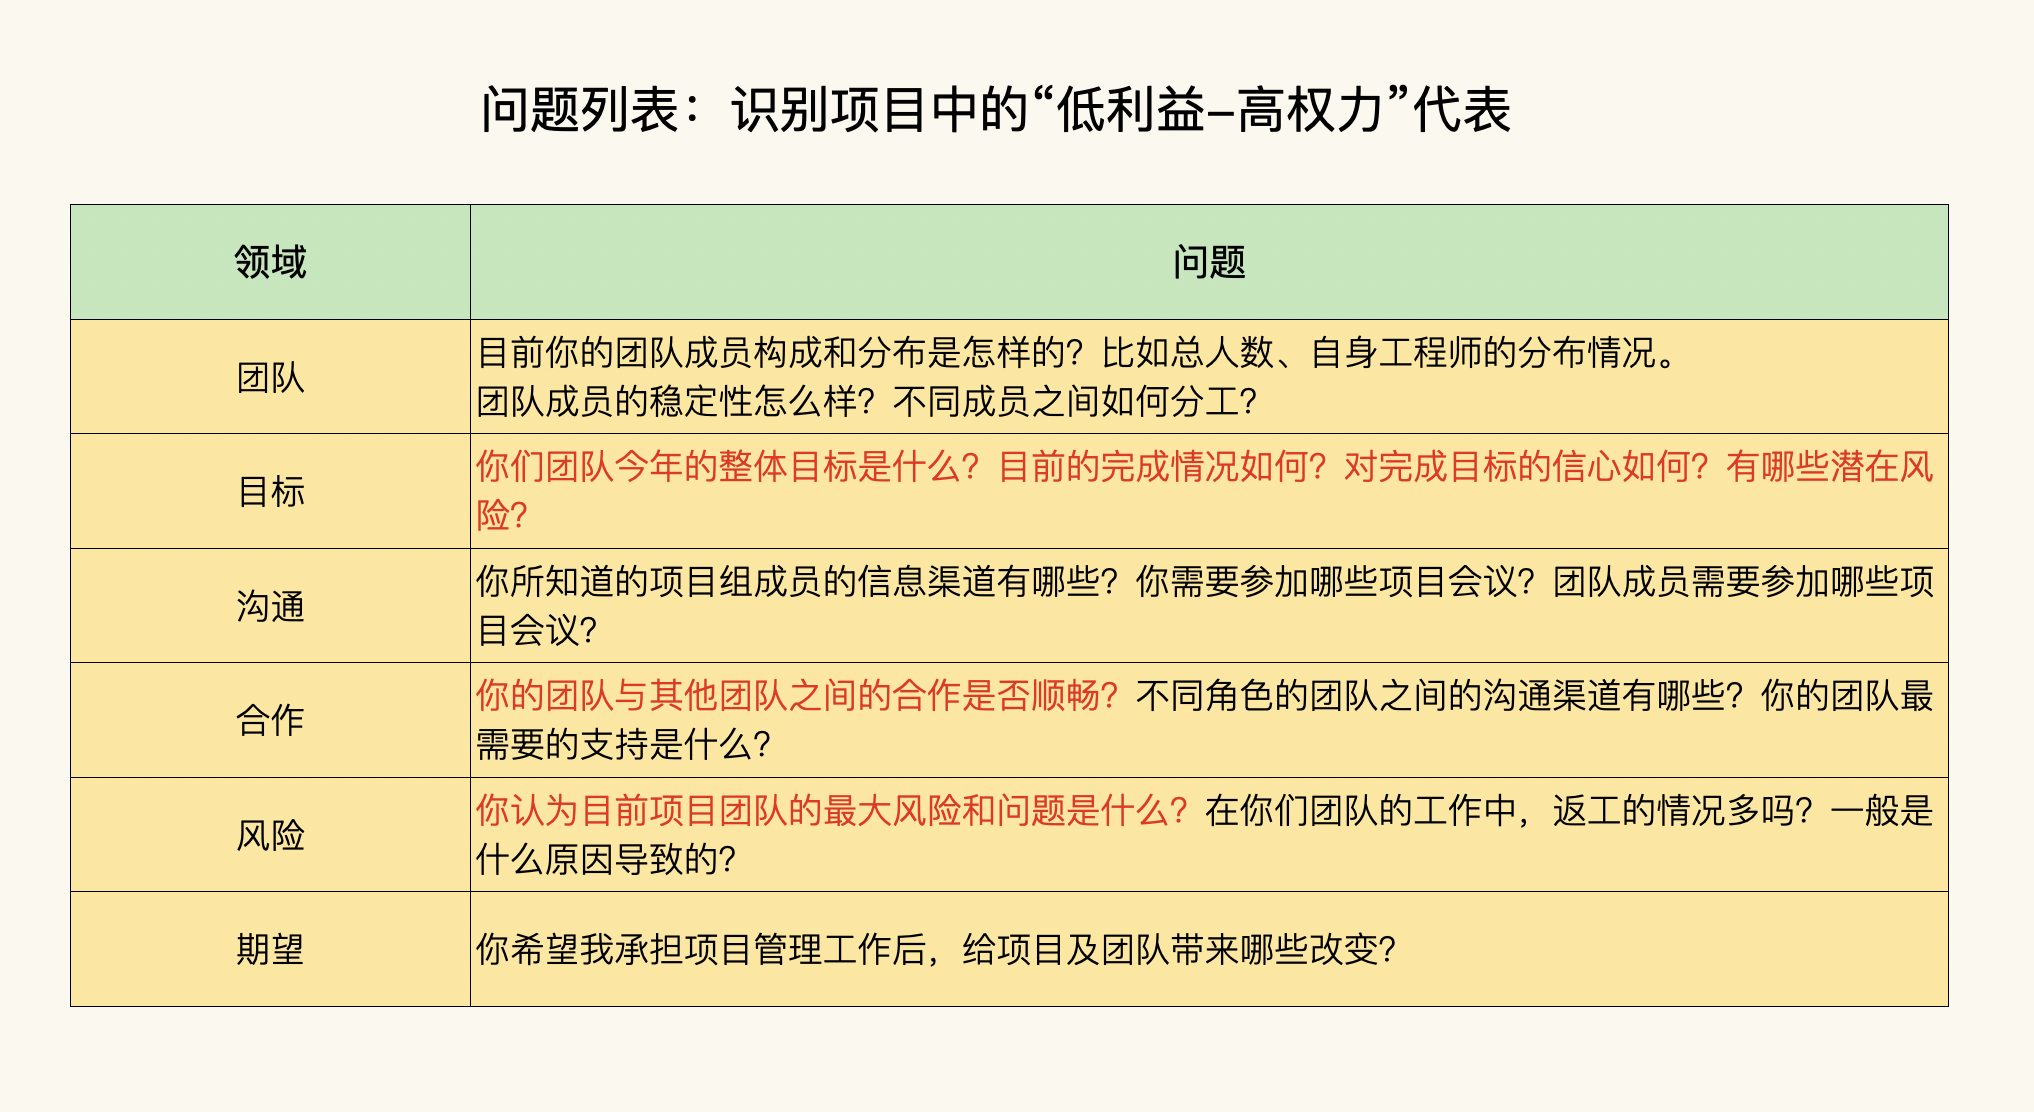 问题列表：识别项目中的“低利益–高权力”代表
领域
问题
团队
目前你的团队成员构成和分布是怎样的？比如总人数、自身工程师的分布情况。
团队成员的稳定性怎么样？不同成员之间如何分工？
目标
你们团队今年的整体目标是什么？目前的完成情况如何？对完成目标的信心如何？有哪些潜在风
险？
沟通
你所知道的项目组成员的信息渠道有哪些？你需要参加哪些项目会议？团队成员需要参加哪些项
目会议？
合作
你的团队与其他团队之间的合作是否顺畅？不同角色的团队之间的沟通渠道有哪些？你的团队最
需要的支持是什么？
风险
你认为目前项目团队的最大风险和问题是什么？在你们团队的工作中，返工的情况多吗？一般是
什么原因导致的？
期望
你希望我承担项目管理工作后，给项目及团队带来哪些改变？